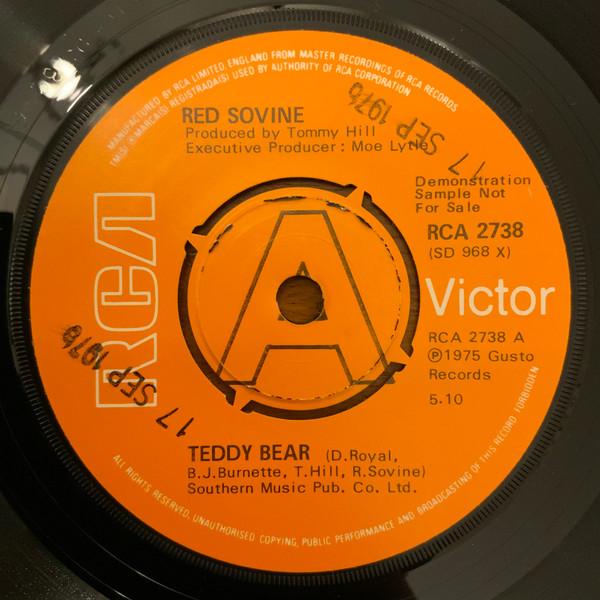 MANUFACTURED BY RCA LIMITED ENGLAND FROM MASTER RECORDINGS OF RCA RECORDS
TM(S) & MARCA(S) REGISTRADA(S) USED BY AUTHORITY OF RCA CORPORATION
RED SOVINE
Produced by Tommy Hill
Executive Producer : Moe Lytle
17 SEP 1976
Demonstration
Sample Not
For Sale
RCA 2738
(SD 968 X)
RCA
A
Victor
RCA 2738 A
℗1975 Gusto
Records
5.10
17 SEP 1976
TEDDY BEAR (D.Royal,
B.J.Burnette, T.Hill, R.Sovine)
Southern Music Pub. Co. Ltd.
ALL RIGHTS RESERVED, UNAUTHORISED COPYING, PUBLIC PERFORMANCE AND BROADCASTING OF THIS RECORD FORBIDDEN